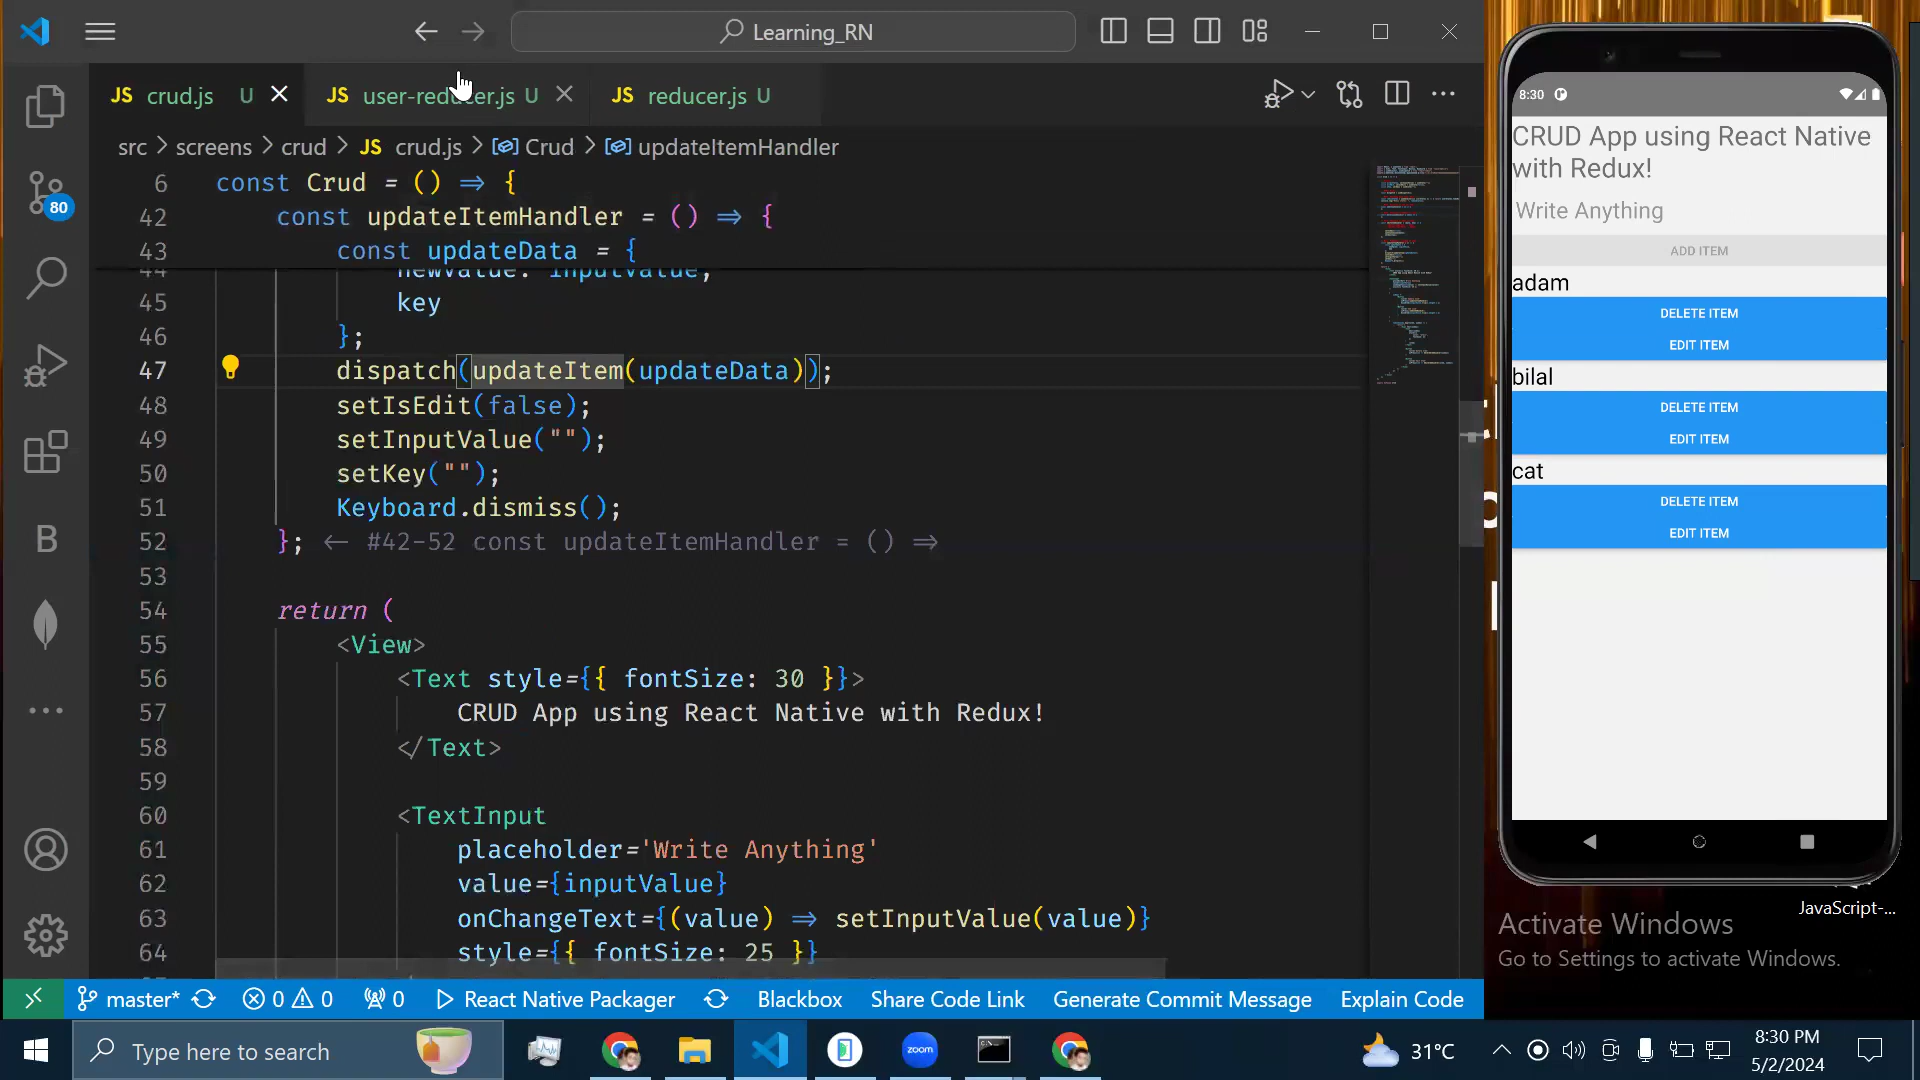 Learning_RN
JS crud.js U
JS user-reducer.js U
JS reducer.js U
src > screens > crud > JS crud.js > Crud > updateItemHandler
6 const Crud = () => {
42 const updateItemHandler = () => {
43 const updateData = {
44 newValue: inputValue,
45 key
46 };
47 dispatch(updateItem(updateData));
48 setIsEdit(false);
49 setInputValue("");
50 setKey("");
51 Keyboard.dismiss();
52 }; <- #42-52 const updateItemHandler = () =>
53
54 return (
55 <View>
56 <Text style={{ fontSize: 30 }}>
57 CRUD App using React Native with Redux!
58 </Text>
59
60 <TextInput
61 placeholder='Write Anything'
62 value={inputValue}
63 onChangeText={(value) => setInputValue(value)}
64 style={{ fontSize: 25 }}
80
B
master* 0 0 0 React Native Packager Blackbox Share Code Link Generate Commit Message Explain Code
8:30
CRUD App using React Native
with Redux!
Write Anything
ADD ITEM
adam
DELETE ITEM
EDIT ITEM
bilal
DELETE ITEM
EDIT ITEM
cat
DELETE ITEM
EDIT ITEM
JavaScript-...
Activate Windows
Go to Settings to activate Windows.
Type here to search
zoom
31°C
8:30 PM
5/2/2024